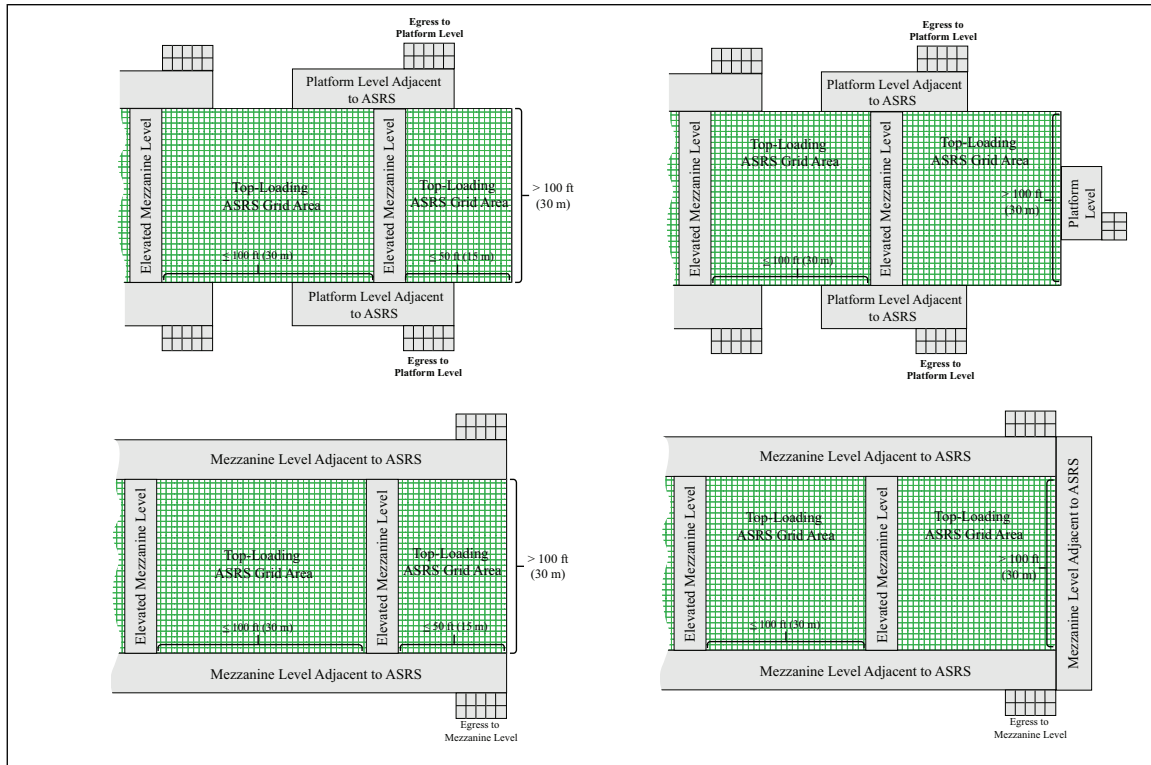 Egress to
Platform Level
Platform Level Adjacent
to ASRS
Elevated Mezzanine Level
Top-Loading
ASRS Grid Area
≤ 100 ft (30 m)
Elevated Mezzanine Level
Top-Loading
ASRS Grid Area
≤ 50 ft (15 m)
> 100 ft
(30 m)
Platform Level Adjacent
to ASRS
Egress to
Platform Level
Egress to
Platform Level
Platform Level Adjacent
to ASRS
Elevated Mezzanine Level
Top-Loading
ASRS Grid Area
≤ 100 ft (30 m)
Elevated Mezzanine Level
Top-Loading
ASRS Grid Area
> 100 ft
(30 m)
Platform
Level
Platform Level Adjacent
to ASRS
Egress to
Platform Level
Mezzanine Level Adjacent to ASRS
Elevated Mezzanine Level
Top-Loading
ASRS Grid Area
≤ 100 ft (30 m)
Elevated Mezzanine Level
Top-Loading
ASRS Grid Area
≤ 50 ft (15 m)
> 100 ft
(30 m)
Mezzanine Level Adjacent to ASRS
Egress to
Mezzanine Level
Mezzanine Level Adjacent to ASRS
Elevated Mezzanine Level
Top-Loading
ASRS Grid Area
≤ 100 ft (30 m)
Elevated Mezzanine Level
Top-Loading
ASRS Grid Area
> 100 ft
(30 m)
Mezzanine Level Adjacent to ASRS
Mezzanine Level Adjacent to ASRS
Egress to
Mezzanine Level